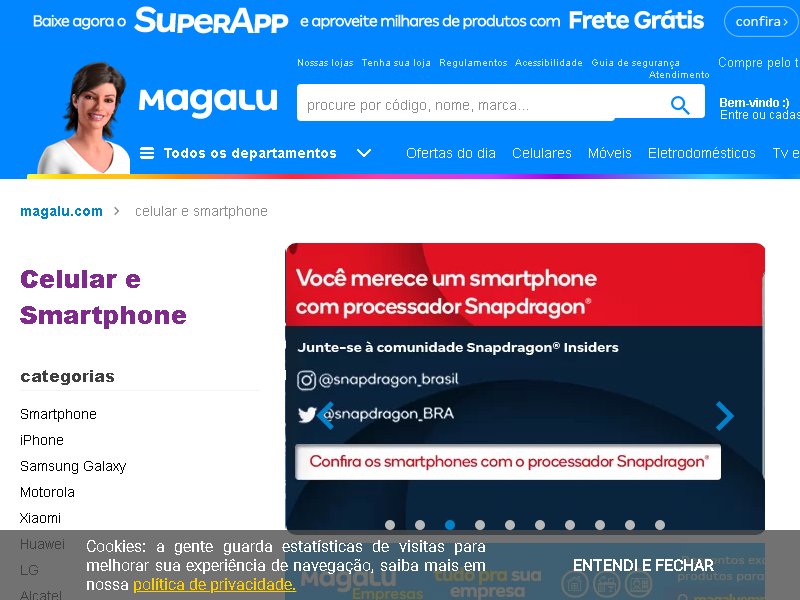 Baixe agora o SUPERAPP e aproveite milhares de produtos com Frete Grátis confira >
Nossas lojas Tenha sua loja Regulamentos Acessibilidade Guia de segurança
Atendimento
Compre pelo t
MAGALU
procure por código, nome, marca...
Bem-vindo :)
Entre ou cadas
Todos os departamentos
Ofertas do dia Celulares Móveis Eletrodomésticos Tv e
magalu.com > celular e smartphone
Celular e
Smartphone
categorias
Smartphone
iPhone
Samsung Galaxy
Motorola
Xiaomi
Huawei
LG
Alcatel
Você merece um smartphone
com processador Snapdragon®
Junte-se à comunidade Snapdragon® Insiders
@snapdragon_brasil
@snapdragon_BRA
Confira os smartphones com o processador Snapdragon®
Cookies: a gente guarda estatísticas de visitas para
melhorar sua experiência de navegação, saiba mais em
nossa política de privacidade.
ENTENDI E FECHAR
Magalu
Empresas
tudo pra sua
empresa
produtos para